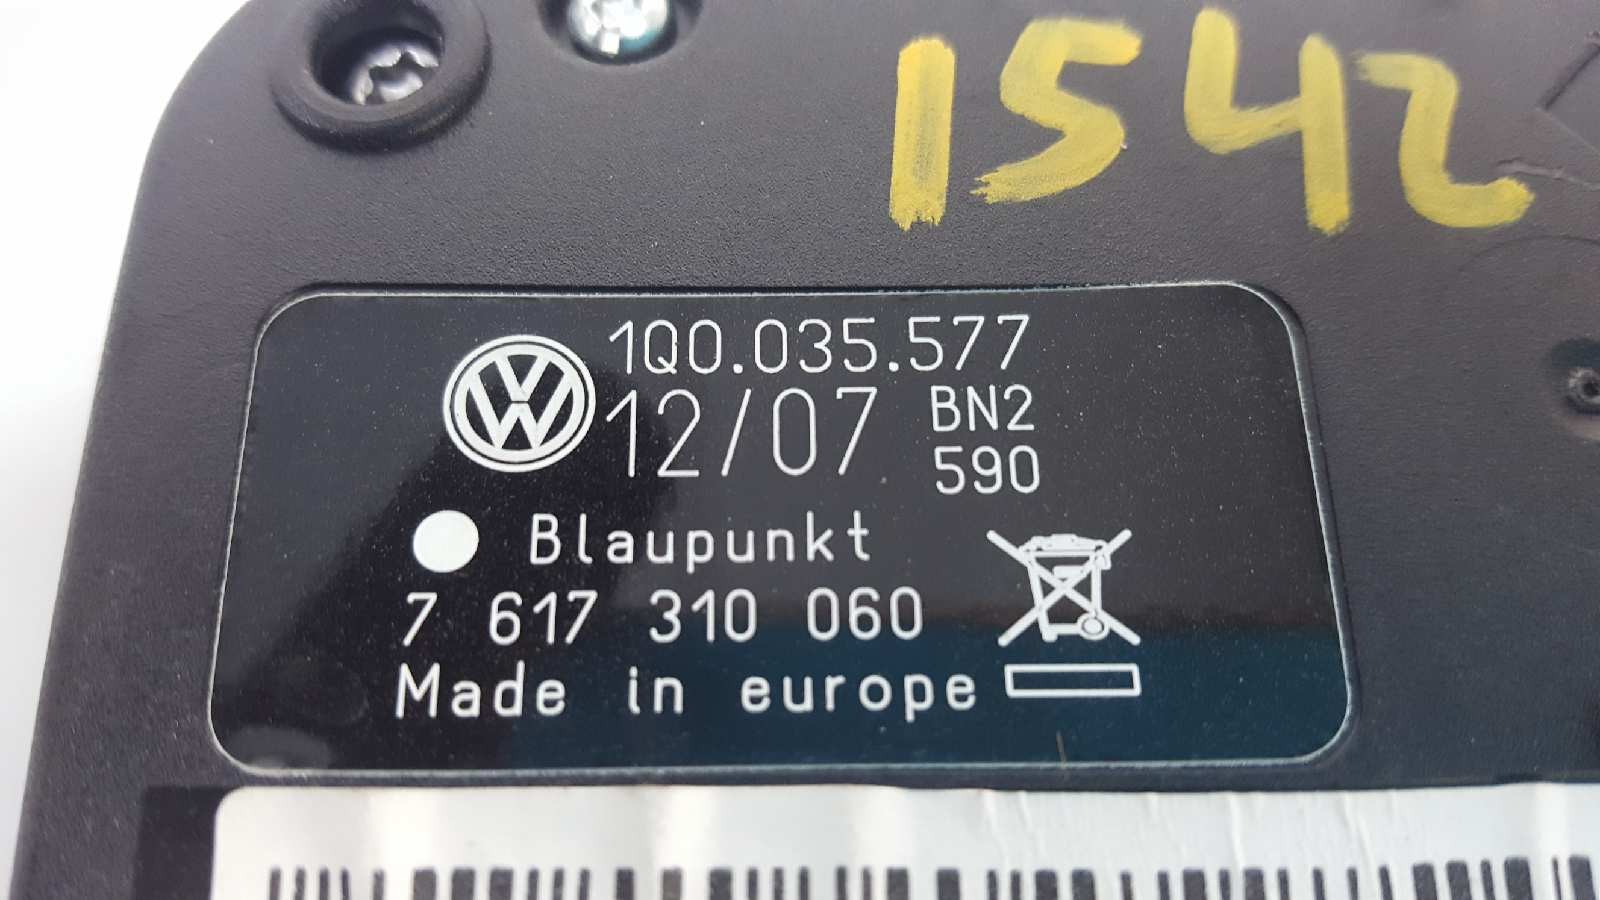 1542
1Q0.035.577
12/07 BN2
590
Blaupunkt
7 617 310 060
Made in europe